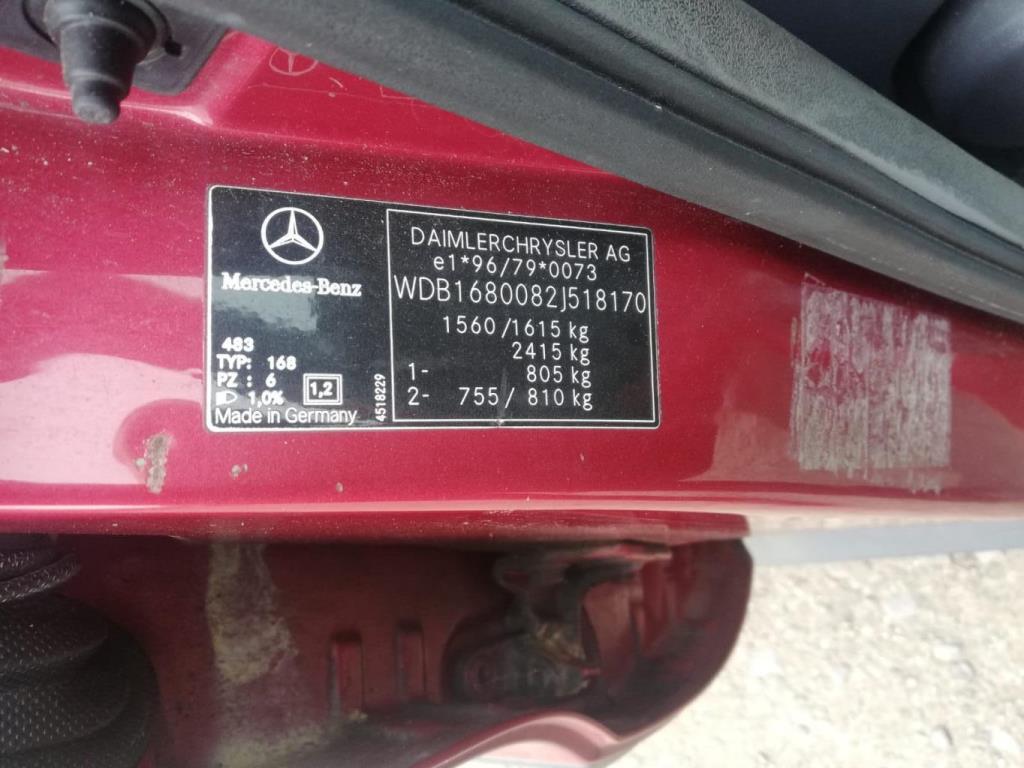 Mercedes-Benz
483
TYP: 168
PZ : 6
1,0% 1,2
Made in Germany
4518229
DAIMLERCHRYSLER AG
e1*96/79*0073
WDB1680082J518170
1560/1615 kg
2415 kg
1- 805 kg
2- 755/ 810 kg